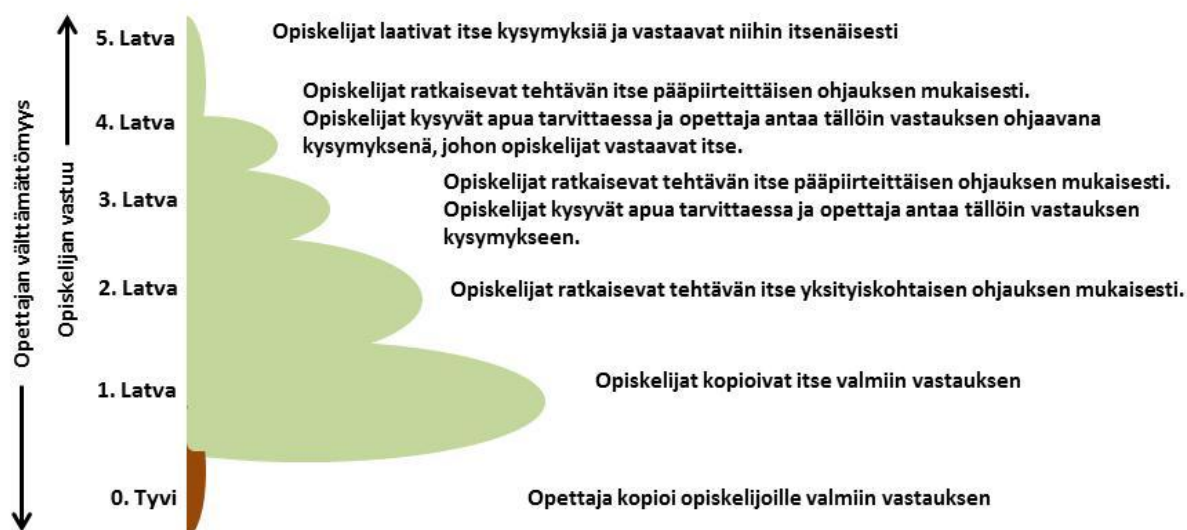 Opettajan välttämättömyys
Opiskelijan vastuu
5. Latva
Opiskelijat laativat itse kysymyksiä ja vastaavat niihin itsenäisesti
4. Latva
Opiskelijat ratkaisevat tehtävän itse pääpiirteittäisen ohjauksen mukaisesti.
Opiskelijat kysyvät apua tarvittaessa ja opettaja antaa tällöin vastauksen ohjaavana
kysymyksenä, johon opiskelijat vastaavat itse.
3. Latva
Opiskelijat ratkaisevat tehtävän itse pääpiirteittäisen ohjauksen mukaisesti.
Opiskelijat kysyvät apua tarvittaessa ja opettaja antaa tällöin vastauksen
kysymykseen.
2. Latva
Opiskelijat ratkaisevat tehtävän itse yksityiskohtaisen ohjauksen mukaisesti.
1. Latva
Opiskelijat kopioivat itse valmiin vastauksen
0. Tyvi
Opettaja kopioi opiskelijoille valmiin vastauksen